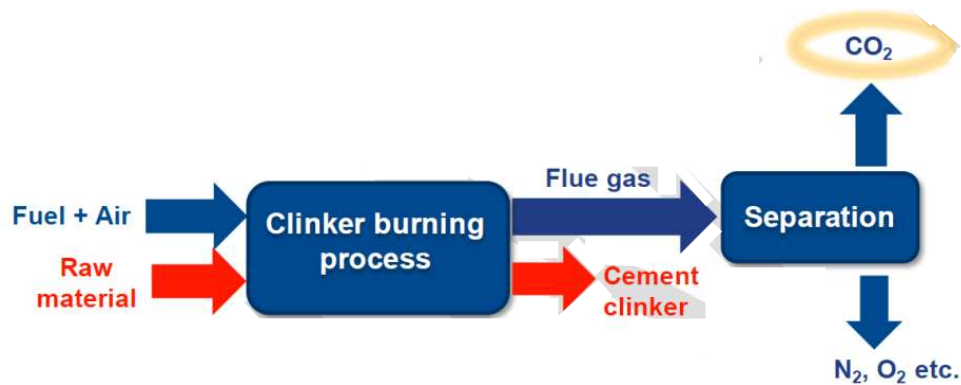 CO₂
Flue gas
Fuel + Air
Clinker burning
process
Separation
Raw
material
Cement
clinker
N₂, O₂ etc.